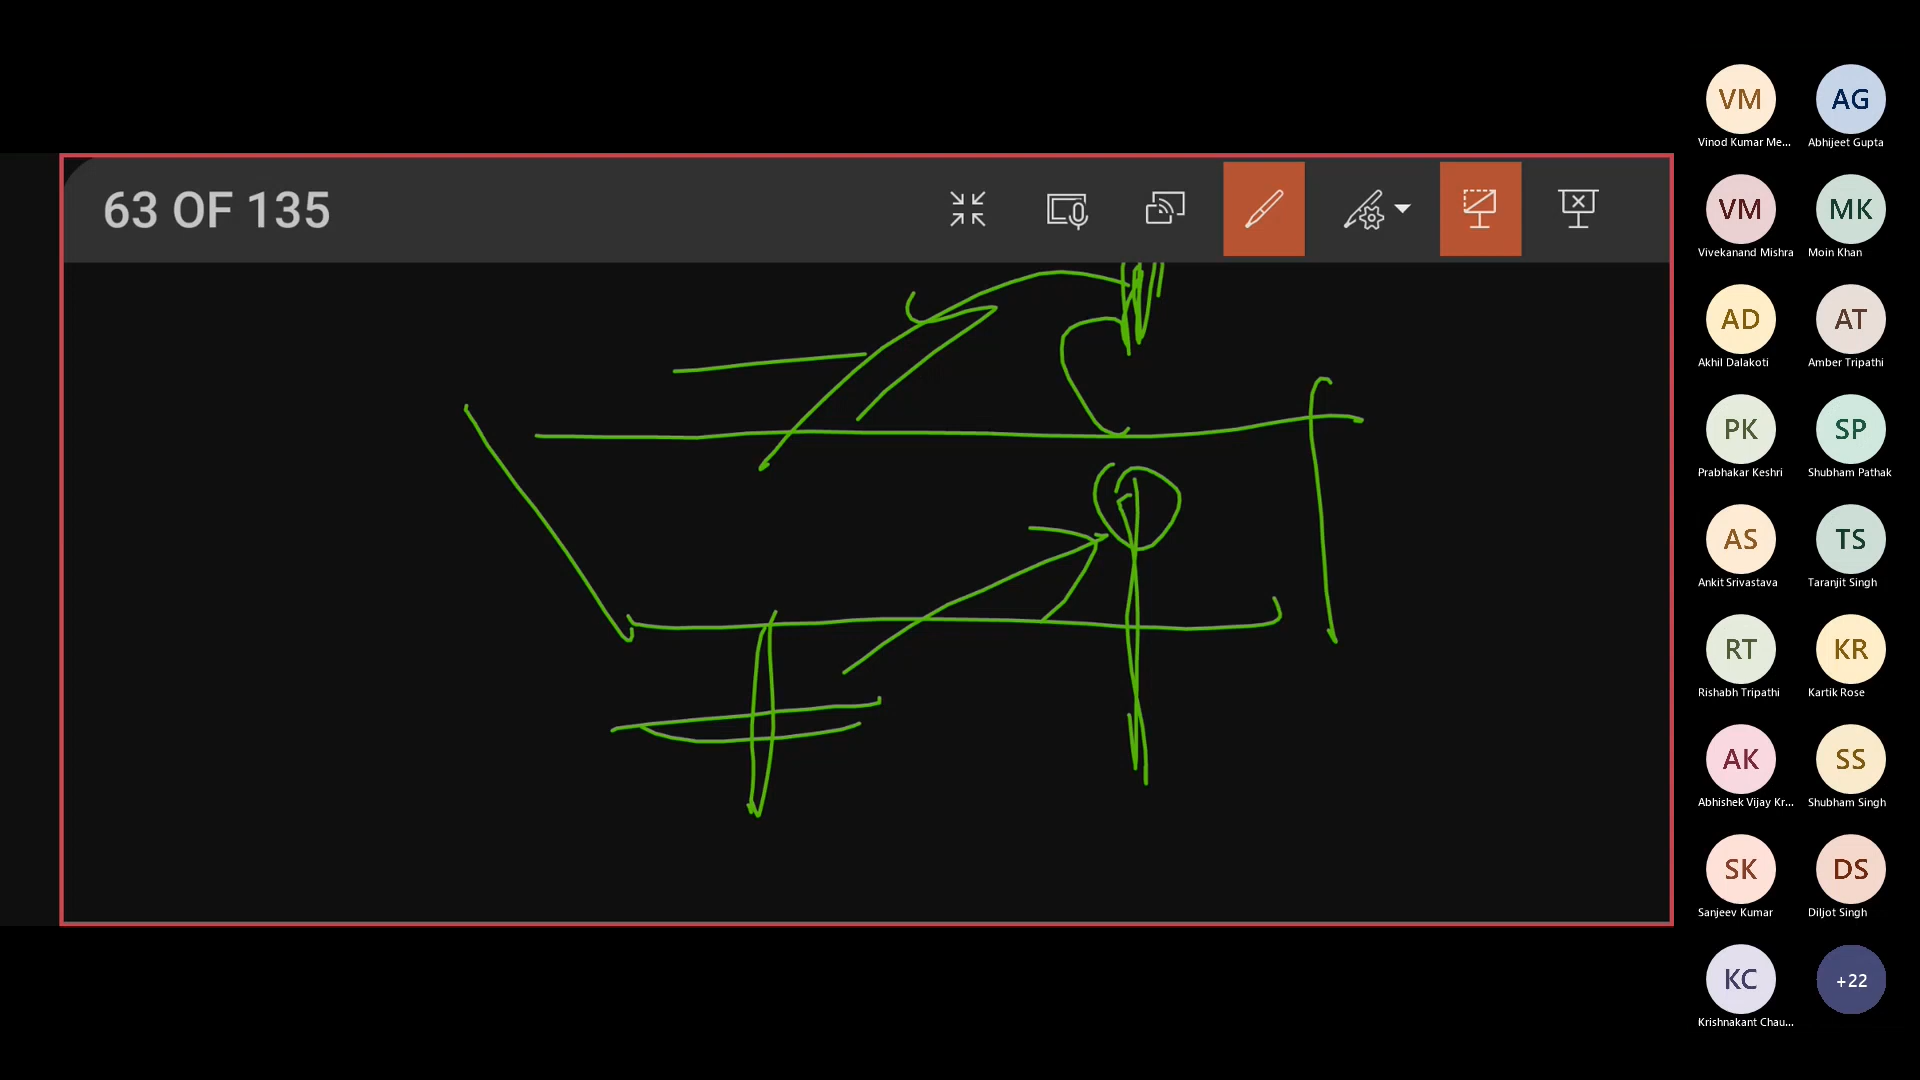 63 OF 135
VM AG
Vinod Kumar Me... Abhijeet Gupta
VM MK
Vivekanand Mishra Moin Khan
AD AT
Akhil Dalakoti Amber Tripathi
PK SP
Prabhakar Keshri Shubham Pathak
AS TS
Ankit Srivastava Taranjit Singh
RT KR
Rishabh Tripathi Kartik Rose
AK SS
Abhishek Vijay Kr... Shubham Singh
SK DS
Sanjeev Kumar Diljot Singh
KC +22
Krishnakant Chau...